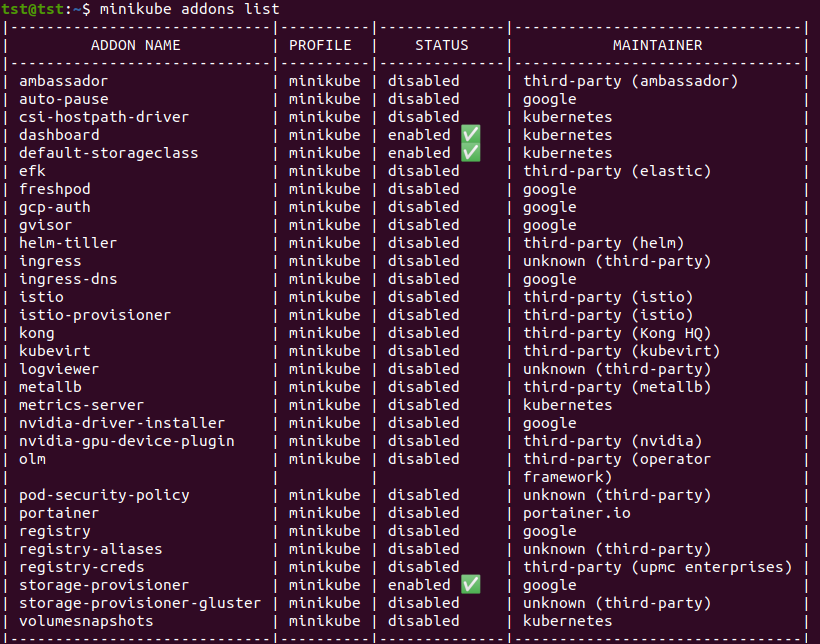 tst@tst:~$ minikube addons list
|-----------------------------|----------|--------------|--------------------------------|
|         ADDON NAME          | PROFILE  |    STATUS    |           MAINTAINER           |
|-----------------------------|----------|--------------|--------------------------------|
| ambassador                  | minikube | disabled     | third-party (ambassador)       |
| auto-pause                  | minikube | disabled     | google                         |
| csi-hostpath-driver         | minikube | disabled     | kubernetes                     |
| dashboard                   | minikube | enabled ✅   | kubernetes                     |
| default-storageclass        | minikube | enabled ✅   | kubernetes                     |
| efk                         | minikube | disabled     | third-party (elastic)          |
| freshpod                    | minikube | disabled     | google                         |
| gcp-auth                    | minikube | disabled     | google                         |
| gvisor                      | minikube | disabled     | google                         |
| helm-tiller                 | minikube | disabled     | third-party (helm)             |
| ingress                     | minikube | disabled     | unknown (third-party)          |
| ingress-dns                 | minikube | disabled     | google                         |
| istio                       | minikube | disabled     | third-party (istio)            |
| istio-provisioner           | minikube | disabled     | third-party (istio)            |
| kong                        | minikube | disabled     | third-party (Kong HQ)          |
| kubevirt                    | minikube | disabled     | third-party (kubevirt)         |
| logviewer                   | minikube | disabled     | unknown (third-party)          |
| metallb                     | minikube | disabled     | third-party (metallb)          |
| metrics-server              | minikube | disabled     | kubernetes                     |
| nvidia-driver-installer     | minikube | disabled     | google                         |
| nvidia-gpu-device-plugin    | minikube | disabled     | third-party (nvidia)           |
| olm                         | minikube | disabled     | third-party (operator          |
|                             |          |              | framework)                     |
| pod-security-policy         | minikube | disabled     | unknown (third-party)          |
| portainer                   | minikube | disabled     | portainer.io                   |
| registry                    | minikube | disabled     | google                         |
| registry-aliases            | minikube | disabled     | unknown (third-party)          |
| registry-creds              | minikube | disabled     | third-party (upmc enterprises) |
| storage-provisioner         | minikube | enabled ✅   | google                         |
| storage-provisioner-gluster | minikube | disabled     | unknown (third-party)          |
| volumesnapshots             | minikube | disabled     | kubernetes                     |
|-----------------------------|----------|--------------|--------------------------------|